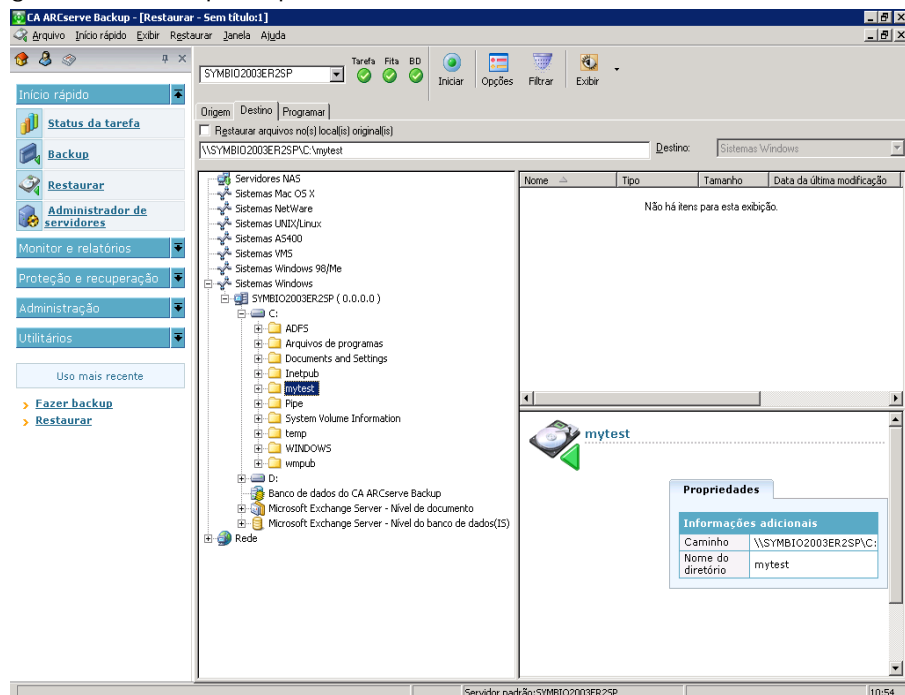 CA ARCserve Backup - [Restaurar - Sem título:1]
Arquivo Início rápido Exibir Restaurar Janela Ajuda
SYMBIO2003ER2SP
Tarefa Fita BD
Iniciar Opções Filtrar Exibir
Início rápido
Status da tarefa
Backup
Restaurar
Administrador de
servidores
Monitor e relatórios
Proteção e recuperação
Administração
Utilitários
Uso mais recente
Fazer backup
Restaurar
Origem Destino Programar
Restaurar arquivos no(s) local(is) original(is)
\\SYMBIO2003ER2SP\C:\mytest
Destino: Sistemas Windows
Servidores NAS
Sistemas Mac OS X
Sistemas NetWare
Sistemas UNIX/Linux
Sistemas AS400
Sistemas VMS
Sistemas Windows 98/Me
Sistemas Windows
SYMBIO2003ER2SP ( 0.0.0.0 )
C:
ADFS
Arquivos de programas
Documents and Settings
Inetpub
mytest
Pipe
System Volume Information
temp
WINDOWS
wmpub
D:
Banco de dados do CA ARCserve Backup
Microsoft Exchange Server - Nível de documento
Microsoft Exchange Server - Nível do banco de dados(IS)
Rede
Nome Tipo Tamanho Data da última modificação
Não há itens para esta exibição.
mytest
Propriedades
Informações adicionais
Caminho \\SYMBIO2003ER2SP\C:
Nome do
diretório mytest
Servidor padrão:SYMBIO2003ER2SP
10:54